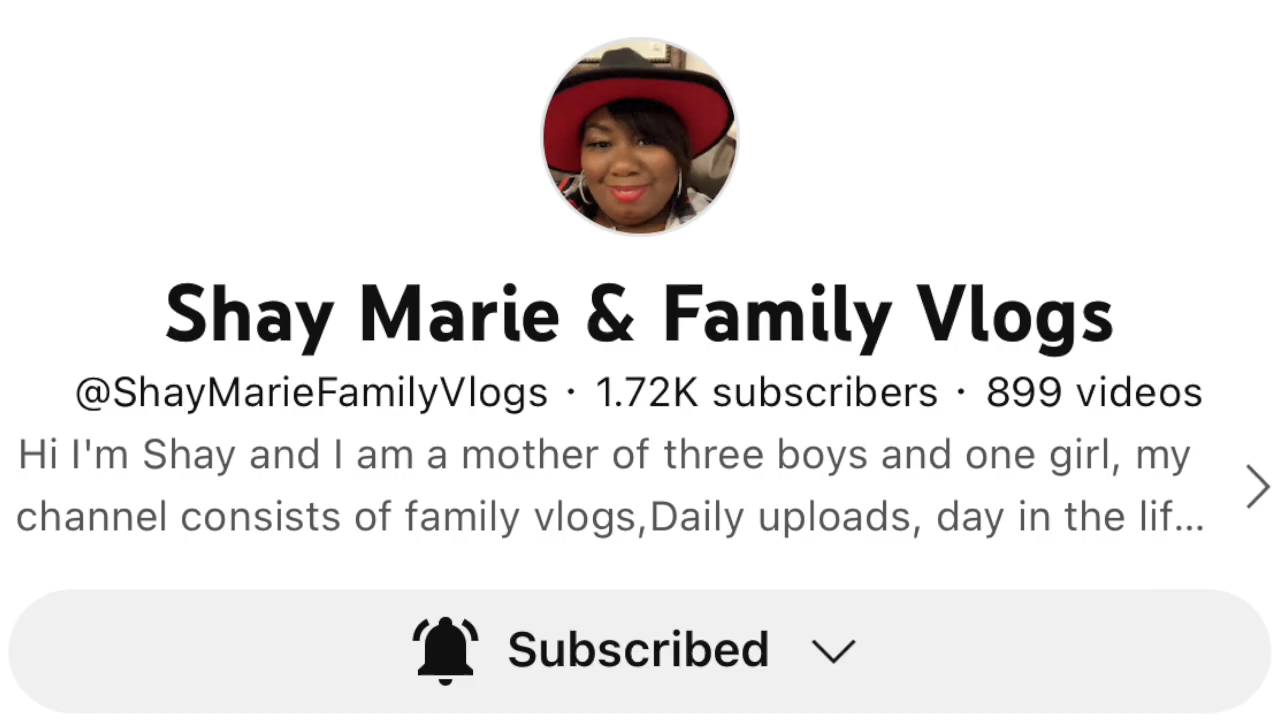 Shay Marie & Family Vlogs
@ShayMarieFamilyVlogs · 1.72K subscribers · 899 videos
Hi I'm Shay and I am a mother of three boys and one girl, my
channel consists of family vlogs,Daily uploads, day in the lif...
Subscribed